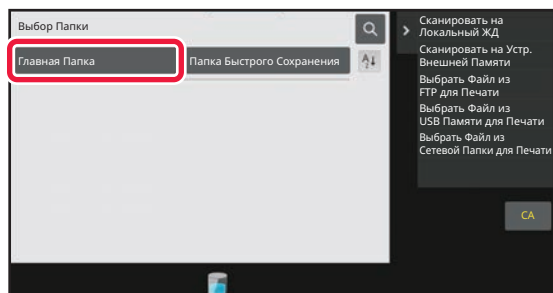 Выбор Папки
Главная Папка
Папка Быстрого Сохранения
A
Z
Сканировать на
Локальный ЖД
Сканировать на Устр.
Внешней Памяти
Выбрать Файл из
FTP для Печати
Выбрать Файл из
USB Памяти для Печати
Выбрать Файл из
Сетевой Папки для Печати
CA